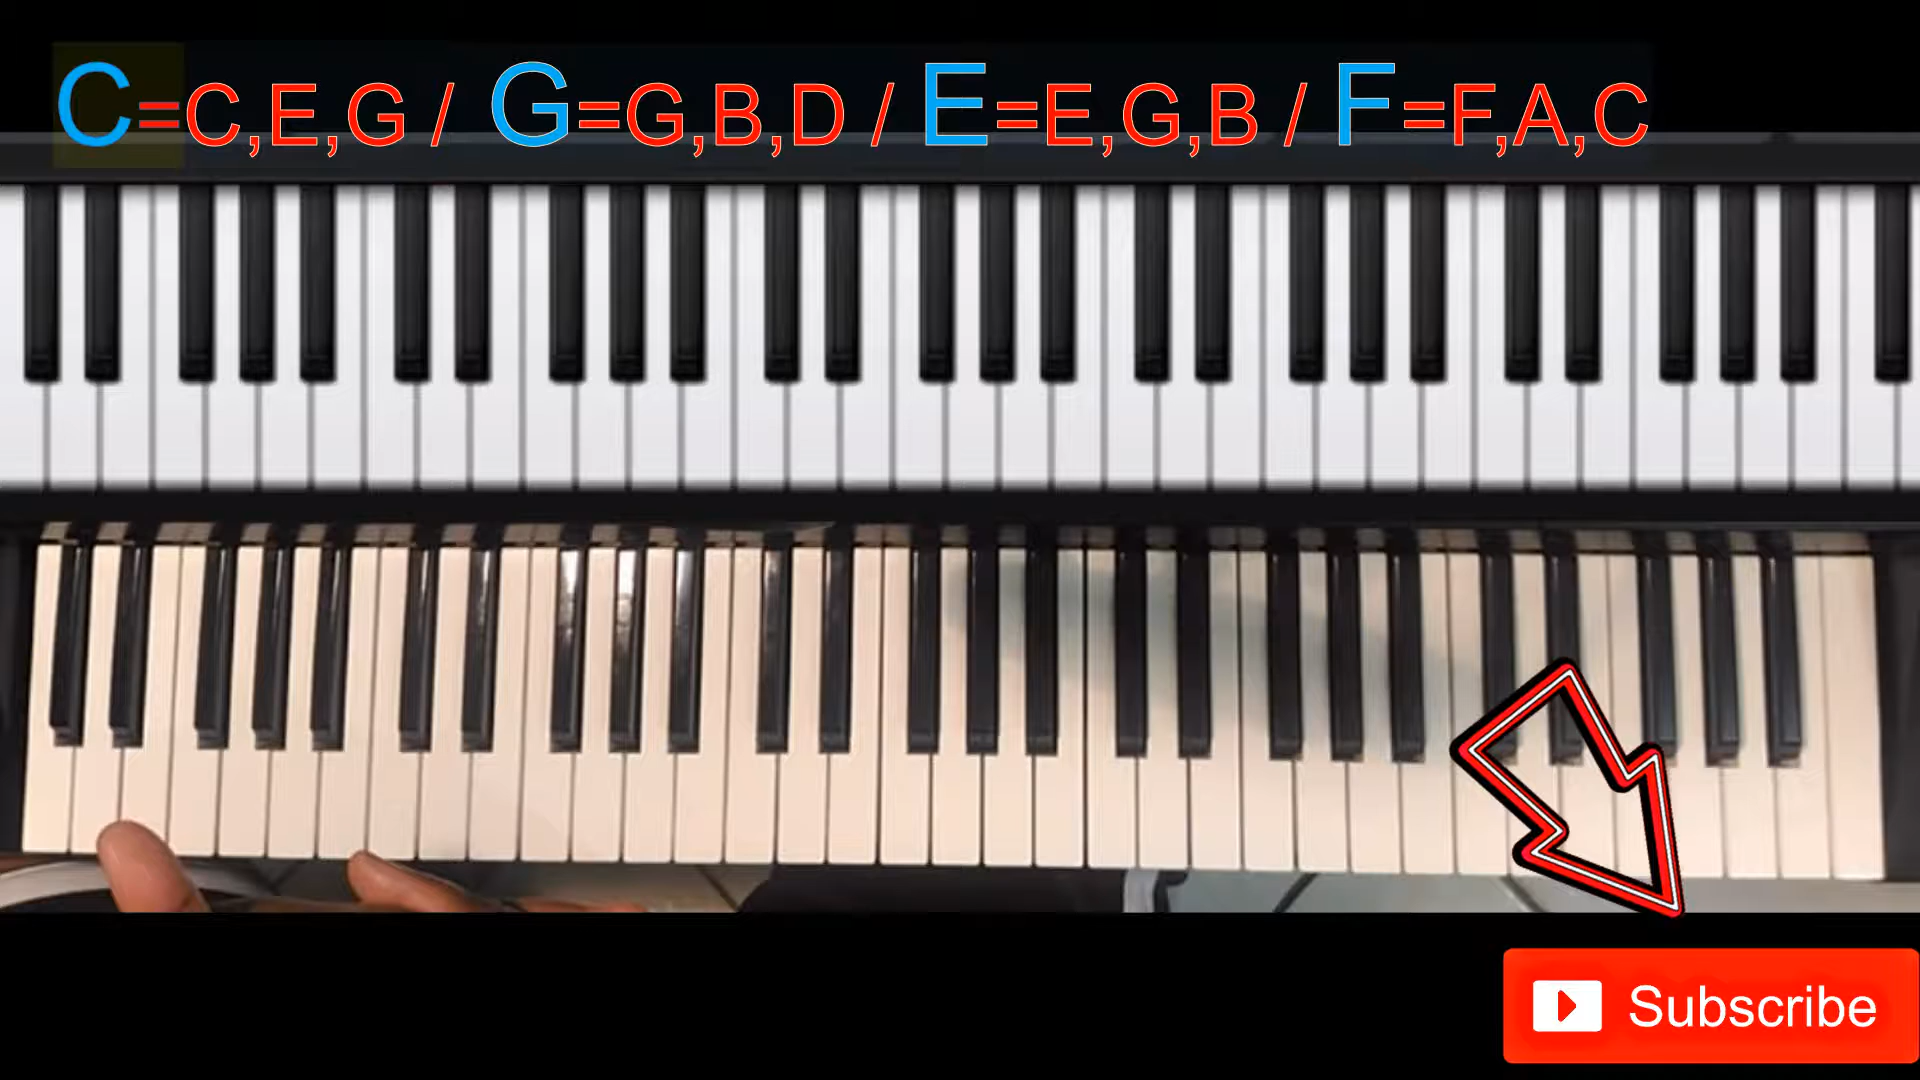 C=C,E,G / G=G,B,D / E=E,G,B / F=F,A,C
Subscribe